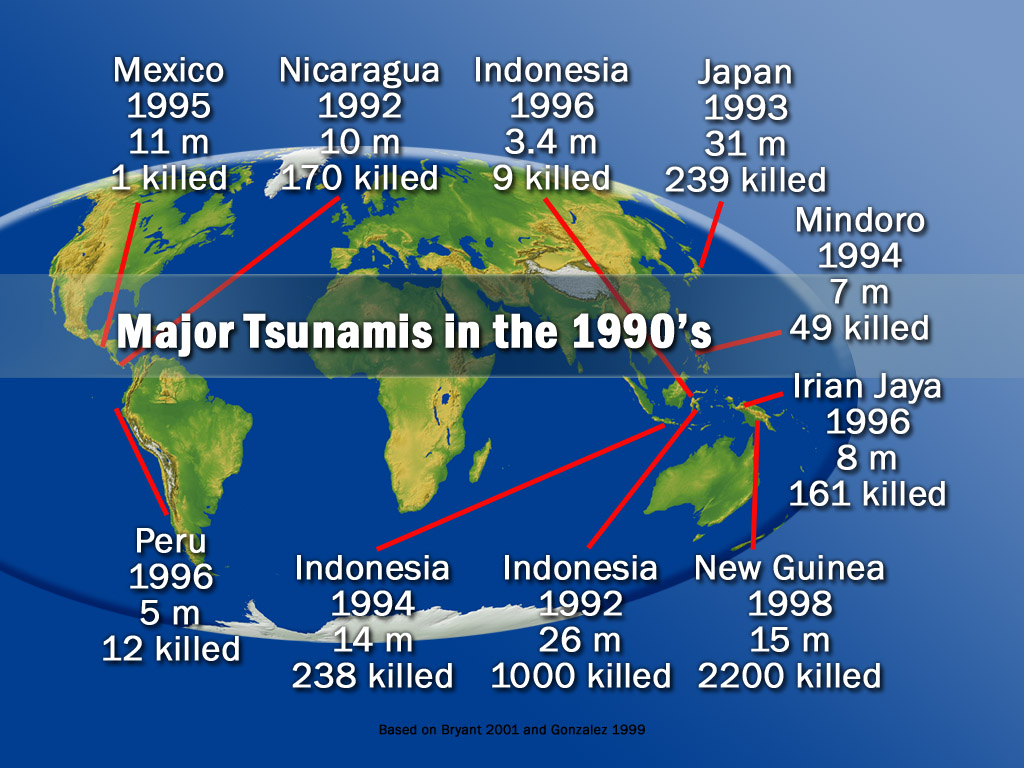 Mexico
1995
11 m
1 killed
Nicaragua
1992
10 m
170 killed
Indonesia
1996
3.4 m
9 killed
Japan
1993
31 m
239 killed
Mindoro
1994
7 m
49 killed
Major Tsunamis in the 1990's
Irian Jaya
1996
8 m
161 killed
Peru
1996
5 m
12 killed
Indonesia
1994
14 m
238 killed
Indonesia
1992
26 m
1000 killed
New Guinea
1998
15 m
2200 killed
Based on Bryant 2001 and Gonzalez 1999